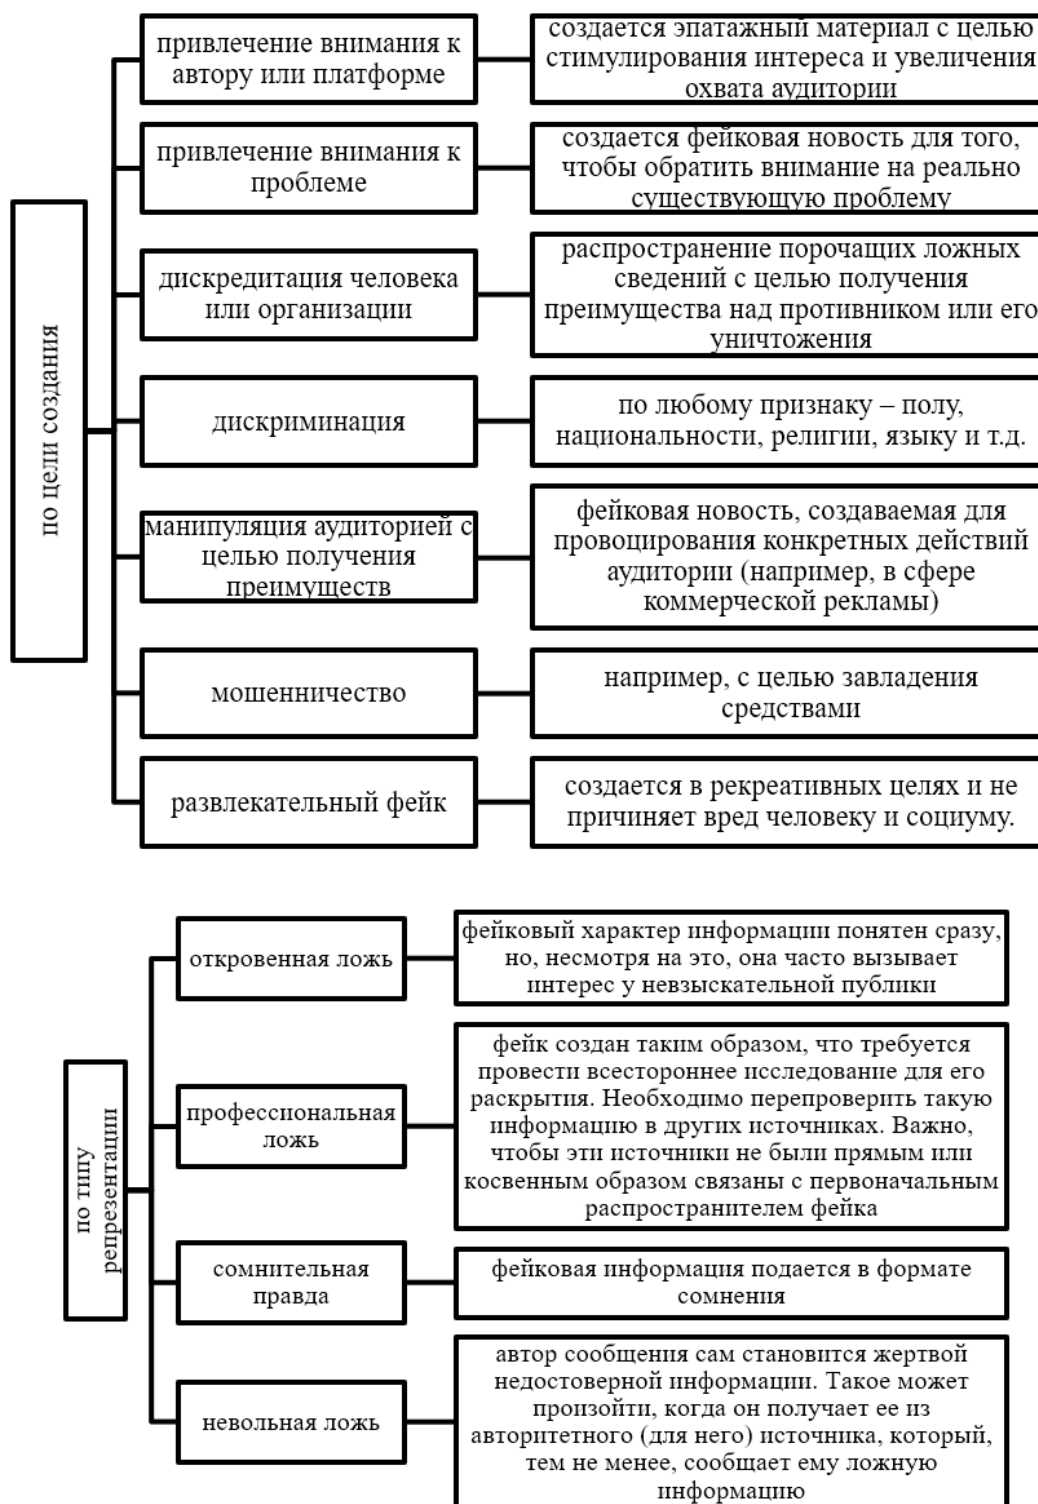 по цели создания
привлечение внимания к
автору или платформе
создается эпатажный материал с целью
стимулирования интереса и увеличения
охвата аудитории
привлечение внимания к
проблеме
создается фейковая новость для того,
чтобы обратить внимание на реально
существующую проблему
дискредитация человека
или организации
распространение порочащих ложных
сведений с целью получения
преимущества над противником или его
уничтожения
дискриминация
по любому признаку – полу,
национальности, религии, языку и т.д.
манипуляция аудиторией с
целью получения
преимуществ
фейковая новость, создаваемая для
провоцирования конкретных действий
аудитории (например, в сфере
коммерческой рекламы)
мошенничество
например, с целью завладения
средствами
развлекательный фейк
создается в рекреативных целях и не
причиняет вред человеку и социуму.
по типу
репрезентации
откровенная ложь
фейковый характер информации понятен сразу,
но, несмотря на это, она часто вызывает
интерес у невзыскательной публики
профессиональная
ложь
фейк создан таким образом, что требуется
провести всестороннее исследование для его
раскрытия. Необходимо перепроверить такую
информацию в других источниках. Важно,
чтобы эти источники не были прямым или
косвенным образом связаны с первоначальным
распространителем фейка
сомнительная
правда
фейковая информация подается в формате
сомнения
невольная ложь
автор сообщения сам становится жертвой
недостоверной информации. Такое может
произойти, когда он получает ее из
авторитетного (для него) источника, который,
тем не менее, сообщает ему ложную
информацию